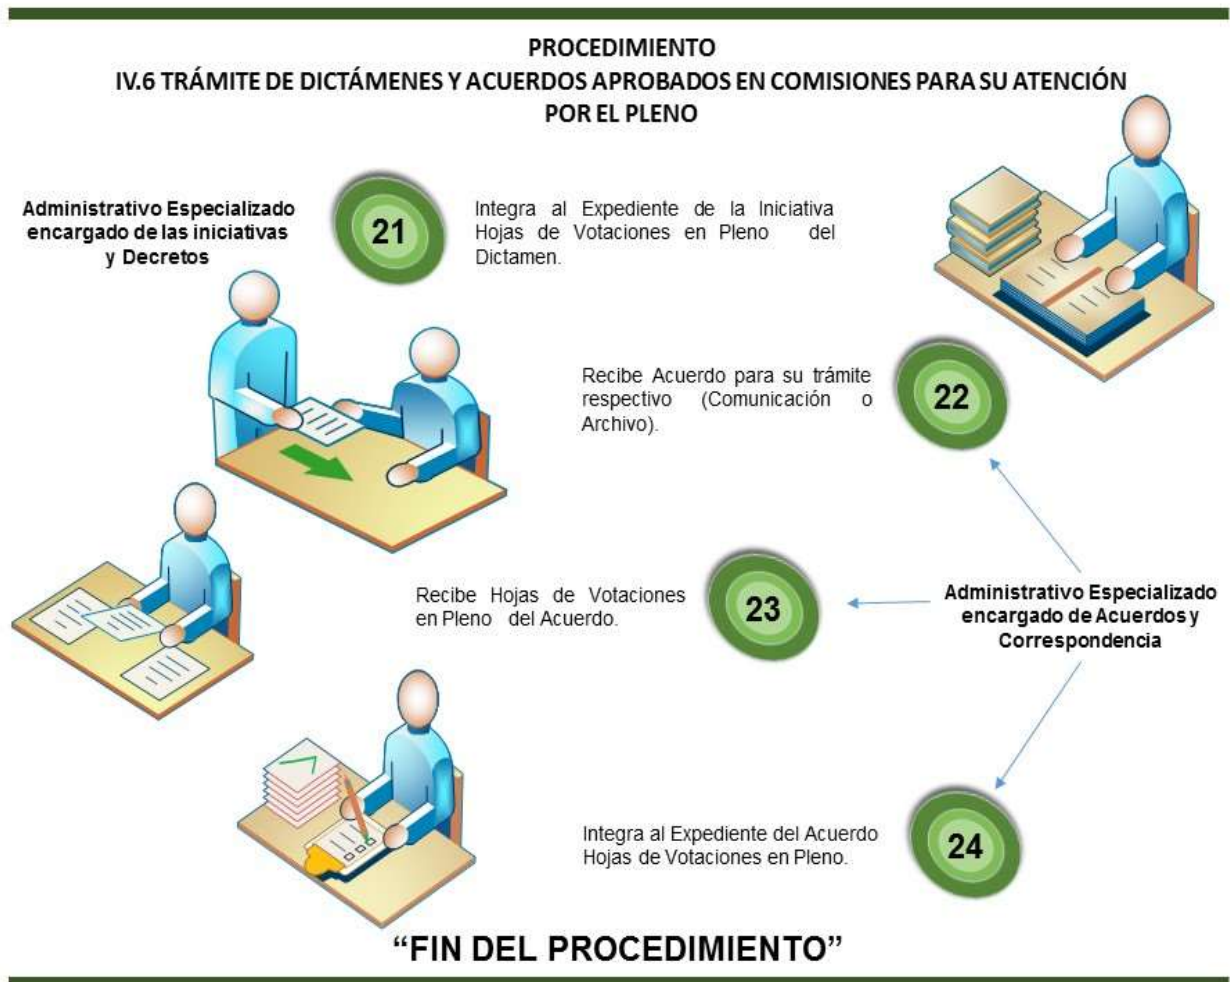 PROCEDIMIENTO
IV.6 TRÁMITE DE DICTÁMENES Y ACUERDOS APROBADOS EN COMISIONES PARA SU ATENCIÓN
POR EL PLENO
Administrativo Especializado
encargado de las iniciativas
y Decretos
21
Integra al Expediente de la Iniciativa
Hojas de Votaciones en Pleno del
Dictamen.
Recibe Acuerdo para su trámite
respectivo (Comunicación o
Archivo).
22
Recibe Hojas de Votaciones
en Pleno del Acuerdo.
23
Administrativo Especializado
encargado de Acuerdos y
Correspondencia
Integra al Expediente del Acuerdo
Hojas de Votaciones en Pleno.
24
“FIN DEL PROCEDIMIENTO”